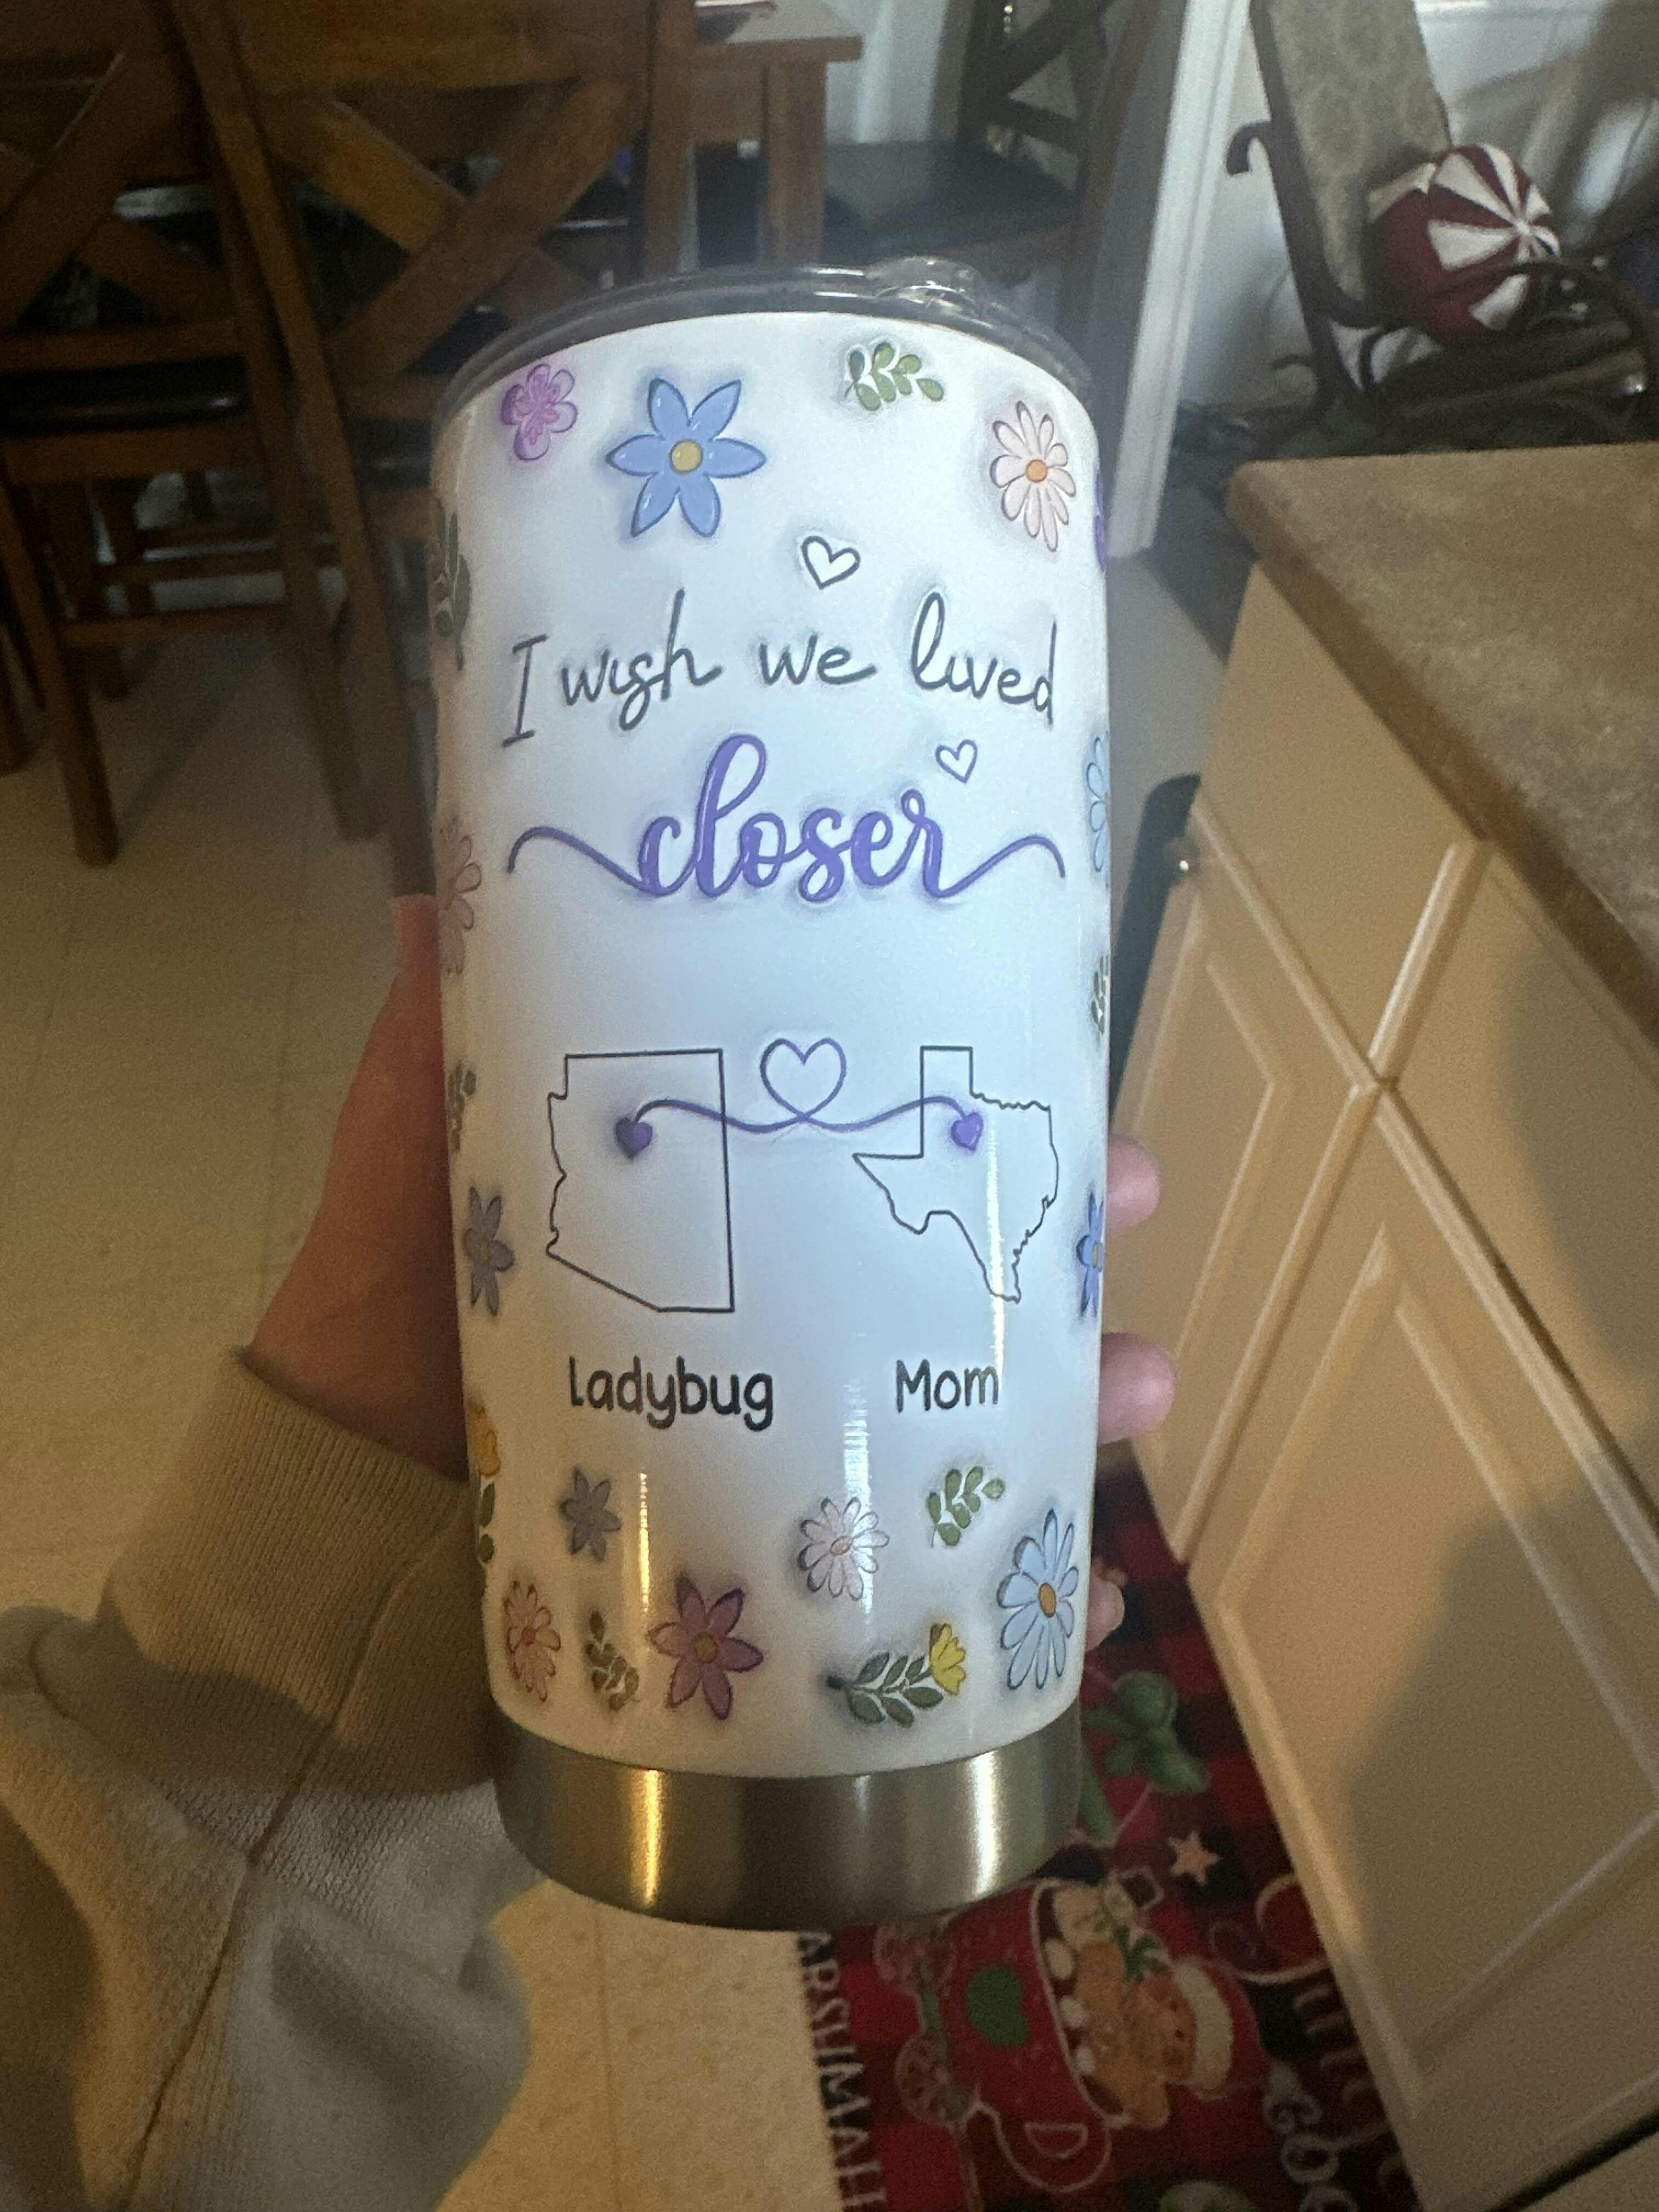 I wish we lived
closer
Ladybug
Mom